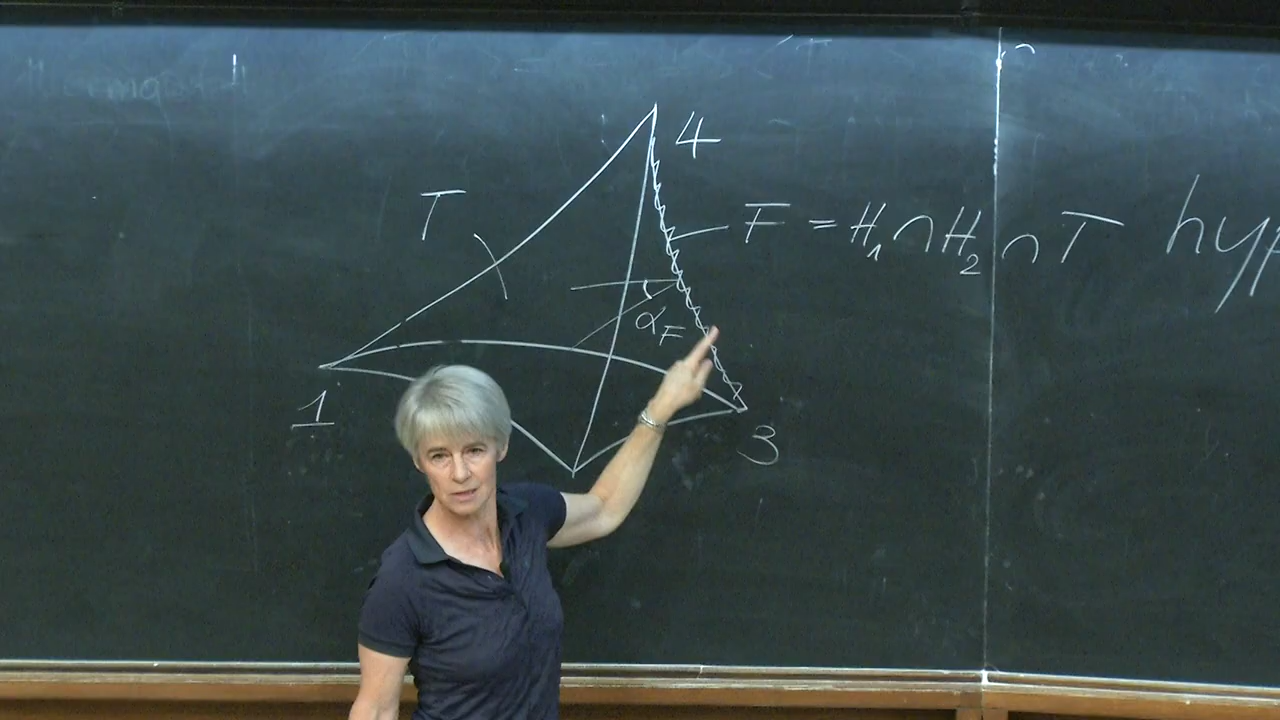 4
T
F = H₁ ∩ H₂ ∩ T hyp
α_F
1
3